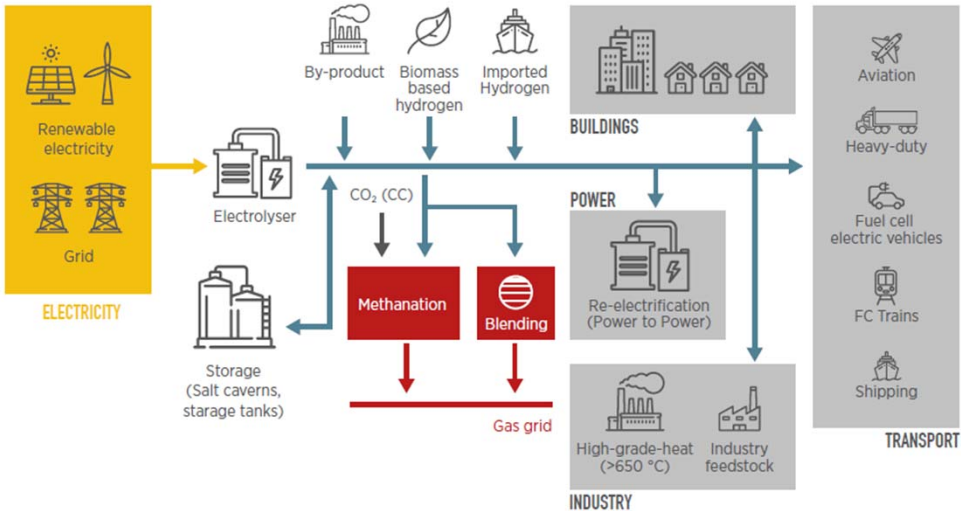 Renewable
electricity
Grid
ELECTRICITY
Electrolyser
Storage
(Salt caverns,
starage tanks)
By-product
Biomass
based
hydrogen
Imported
Hydrogen
CO₂ (CC)
Methanation
Blending
Gas grid
BUILDINGS
POWER
Re-electrification
(Power to Power)
High-grade-heat
(>650 °C)
Industry
feedstock
INDUSTRY
Aviation
Heavy-duty
Fuel cell
electric vehicles
FC Trains
Shipping
TRANSPORT